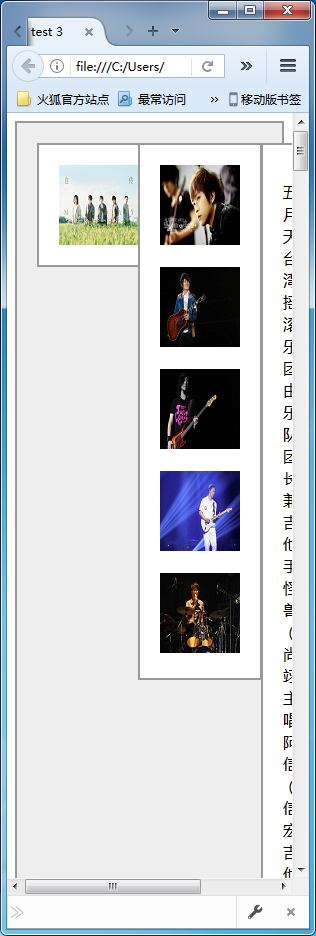 test 3
file:///C:/Users/
火狐官方站点
最常访问
移动版书签
五
月
天
台
湾
摇
滚
乐
团
由
乐
队
团
长
兼
吉
他
手
怪
兽
（
尚
翊
主
唱
阿
信
（
信
宏
吉
他